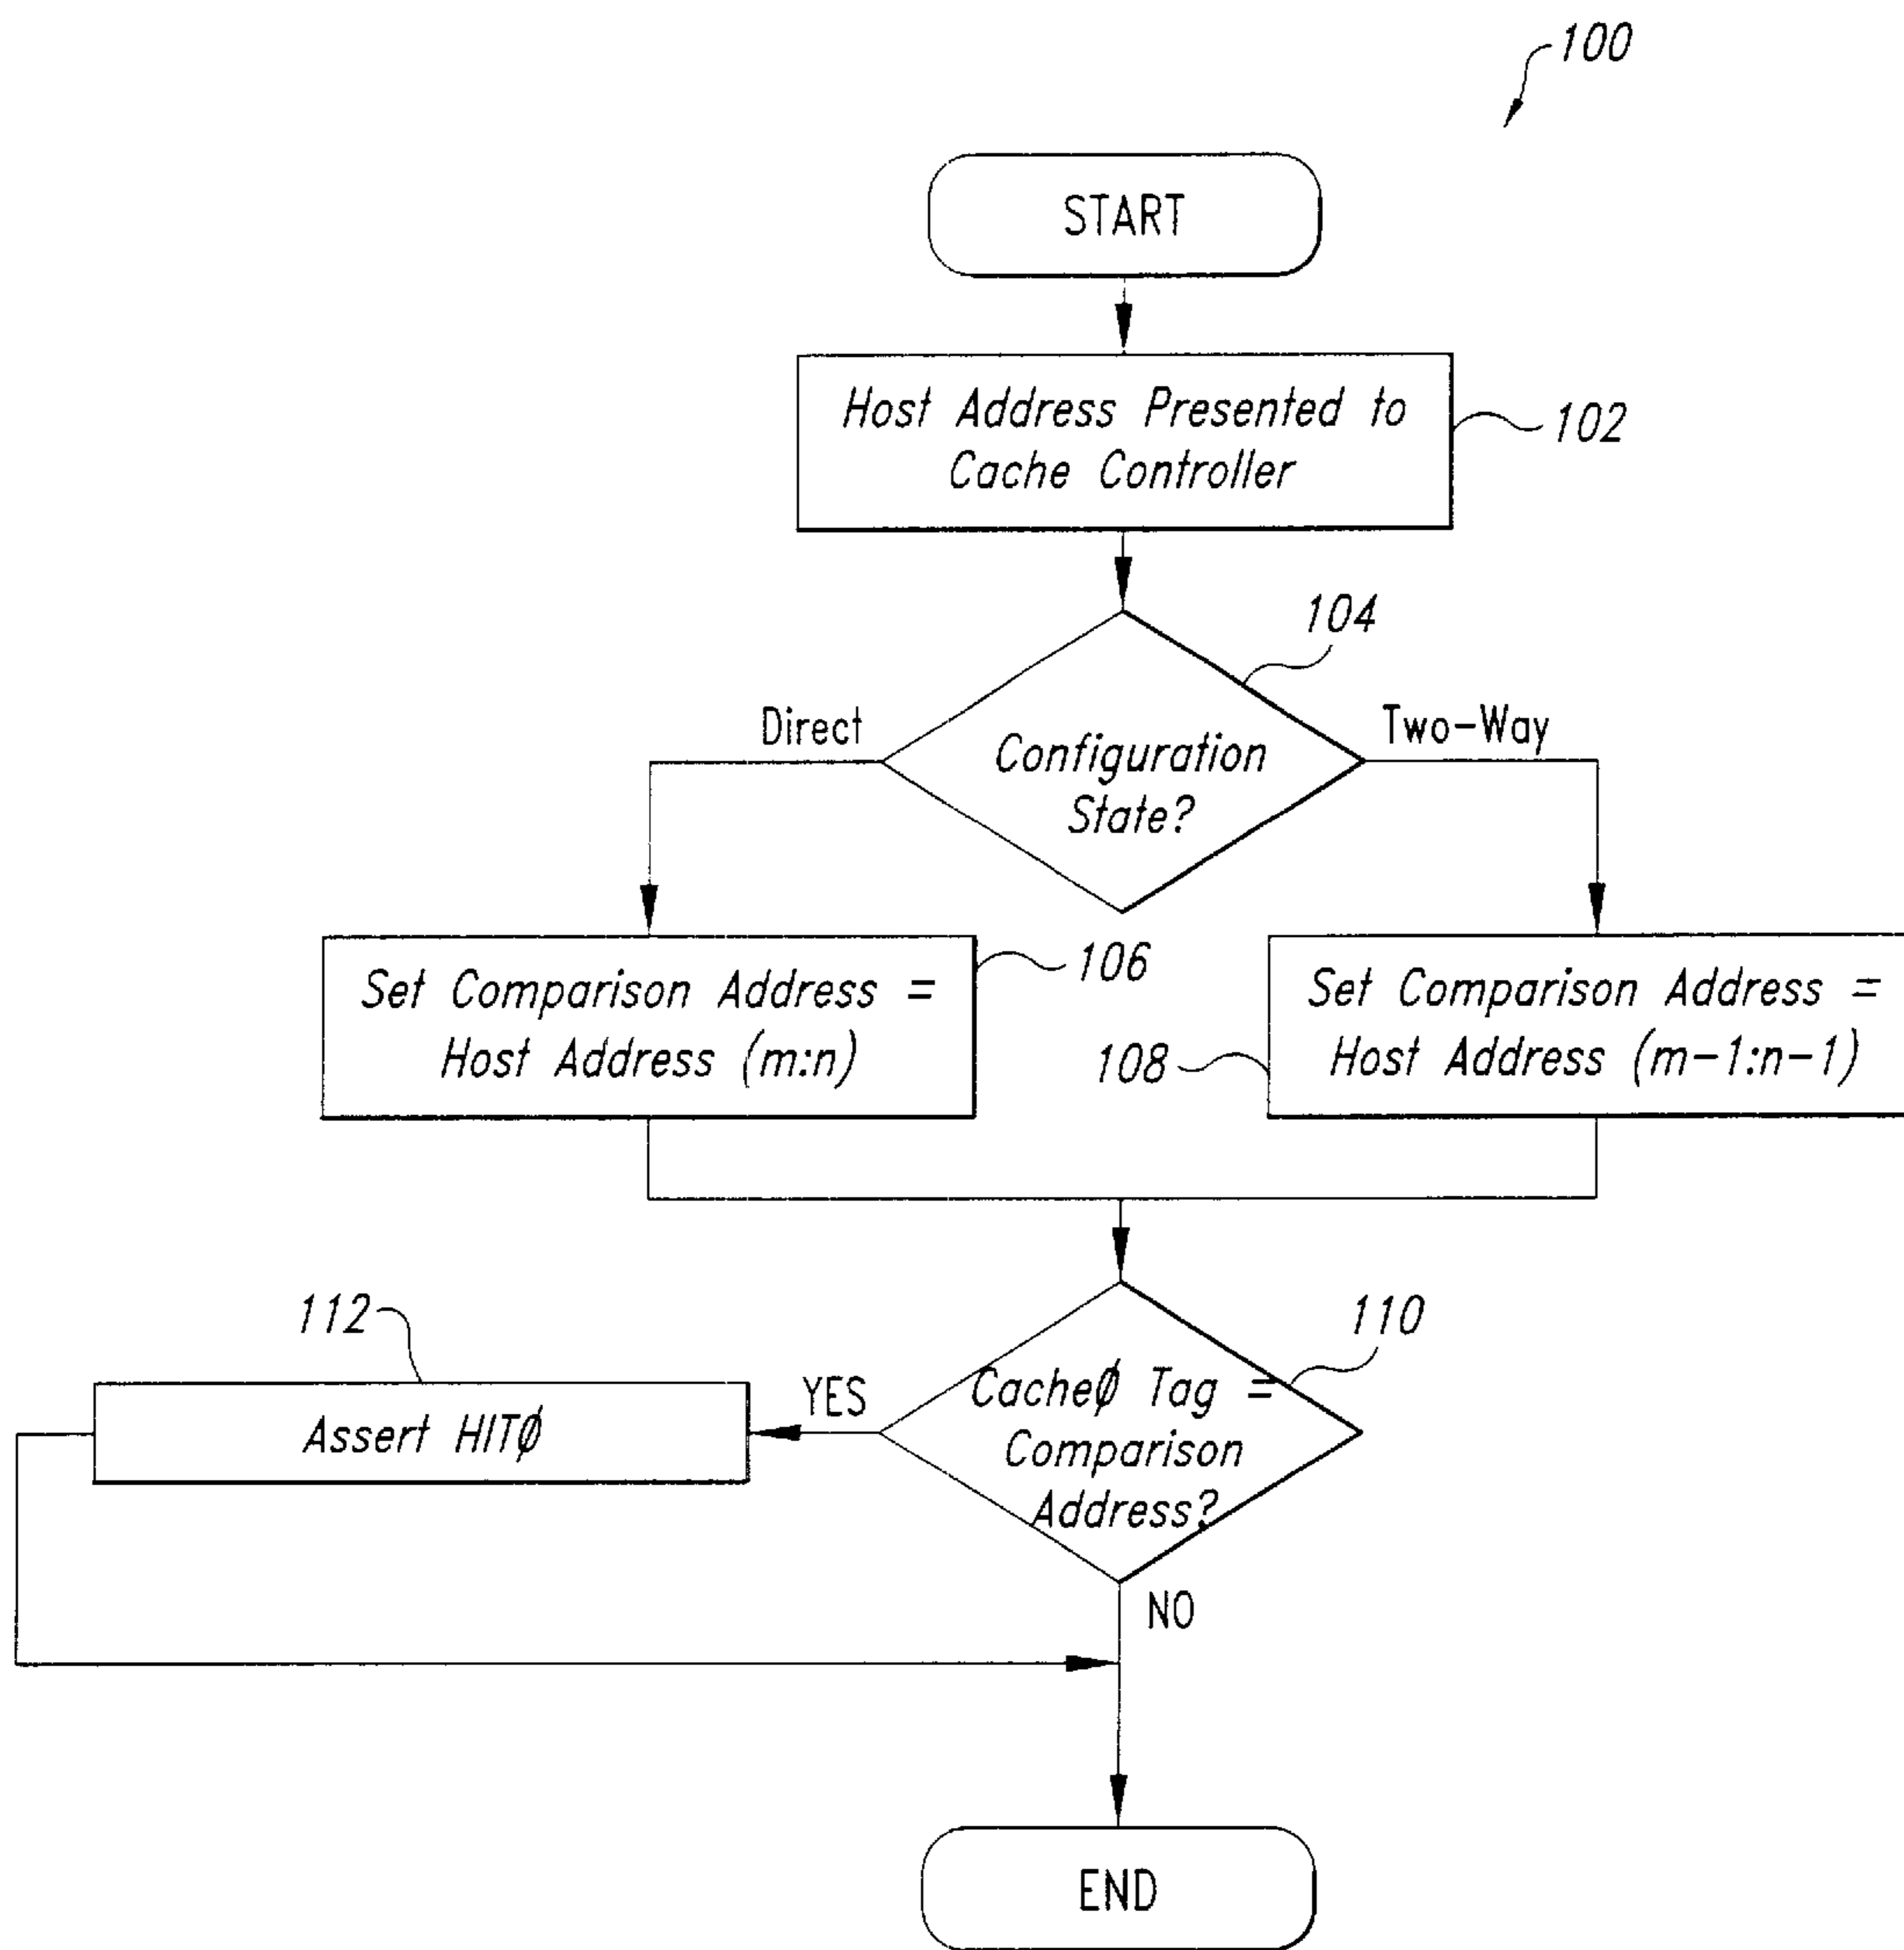 100
START
Host Address Presented to
Cache Controller
102
104
Direct
Two-Way
Configuration
State?
Set Comparison Address =
Host Address (m:n)
106
Set Comparison Address =
Host Address (m-1:n-1)
108
112
110
Assert HIT0̸
YES
Cache0̸ Tag =
Comparison
Address?
NO
END